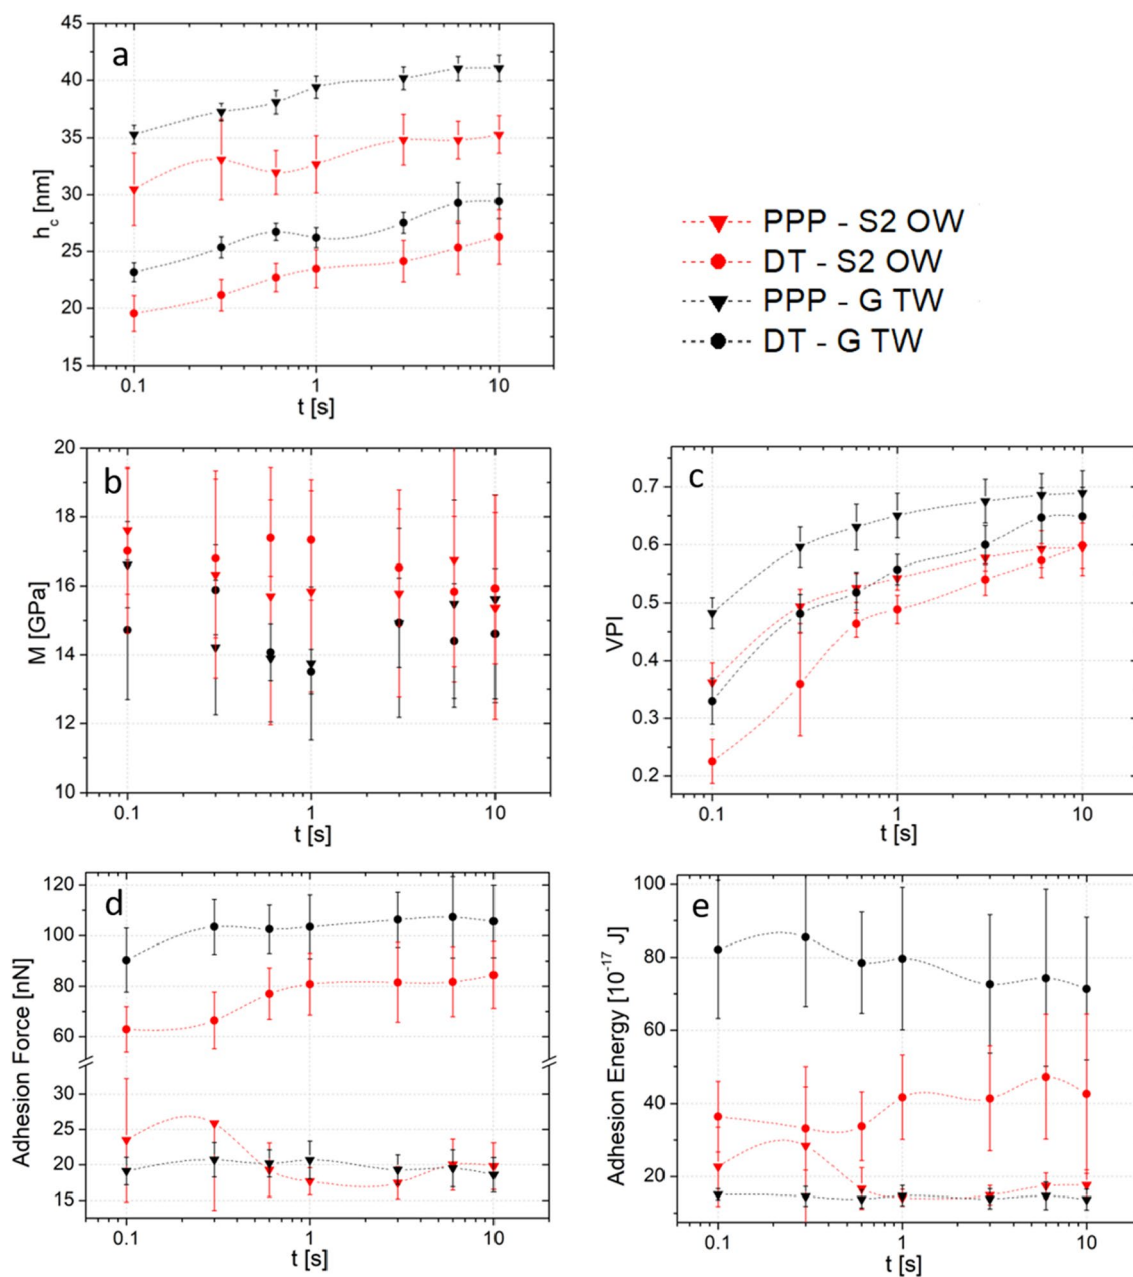 a
45
40
35
30
25
20
15
h_c [nm]
0.1 1 10
t [s]
PPP - S2 OW
DT - S2 OW
PPP - G TW
DT - G TW
b
20
18
16
14
12
10
M [GPa]
0.1 1 10
t [s]
c
0.7
0.6
0.5
0.4
0.3
0.2
VPI
0.1 1 10
t [s]
d
120
100
80
60
30
25
20
15
Adhesion Force [nN]
0.1 1 10
t [s]
e
100
80
60
40
20
Adhesion Energy [10⁻¹⁷ J]
0.1 1 10
t [s]